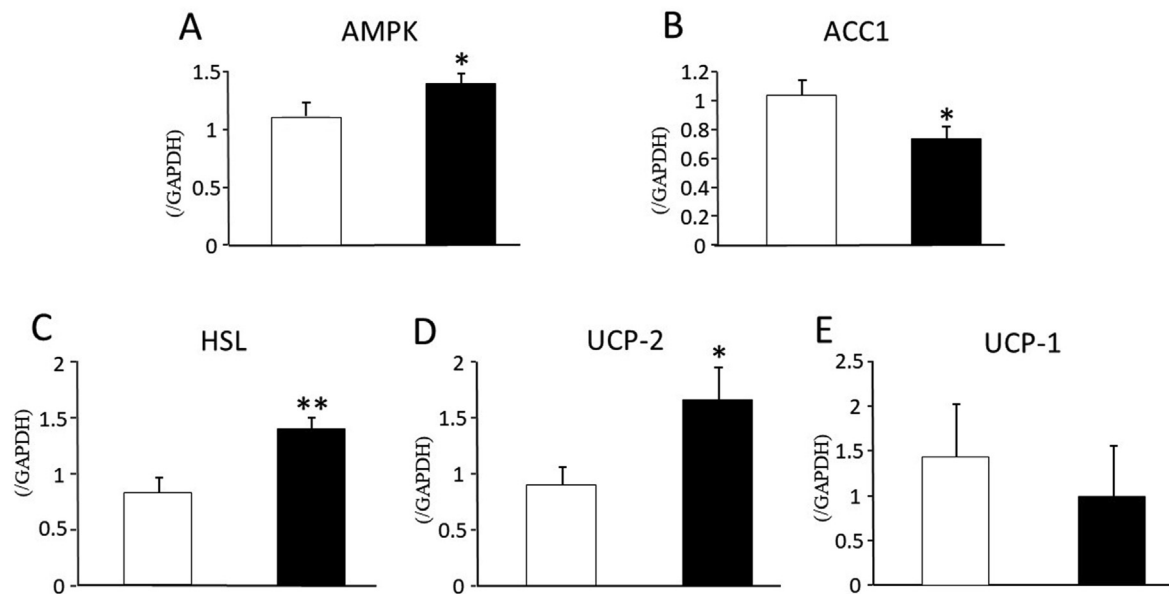 A
AMPK
*
1.5
1
0.5
0
(/GAPDH)
B
ACC1
*
1.2
1
0.8
0.6
0.4
0.2
0
(/GAPDH)
C
HSL
**
2
1.5
1
0.5
0
(/GAPDH)
D
UCP-2
*
2
1.5
1
0.5
0
(/GAPDH)
E
UCP-1
2.5
2
1.5
1
0.5
0
(/GAPDH)